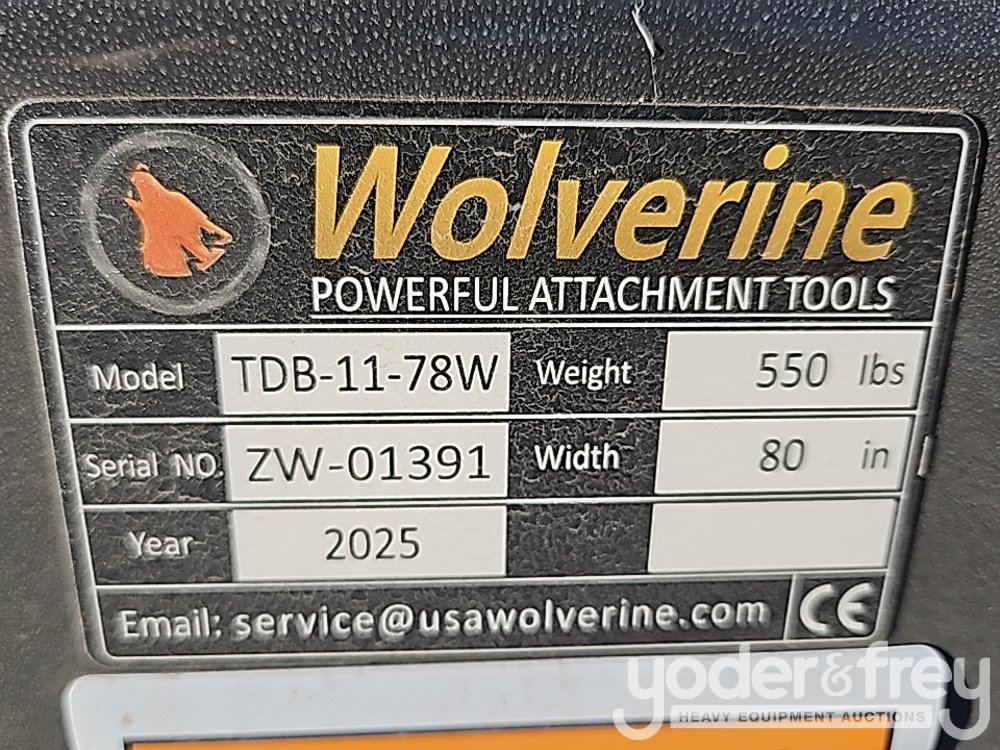 Wolverine
POWERFUL ATTACHMENT TOOLS
Model TDB-11-78W Weight 550 lbs
Serial NO. ZW-01391 Width 80 in
Year 2025
Email: service@usawolverine.com CE
yoder&frey
HEAVY EQUIPMENT AUCTIONS